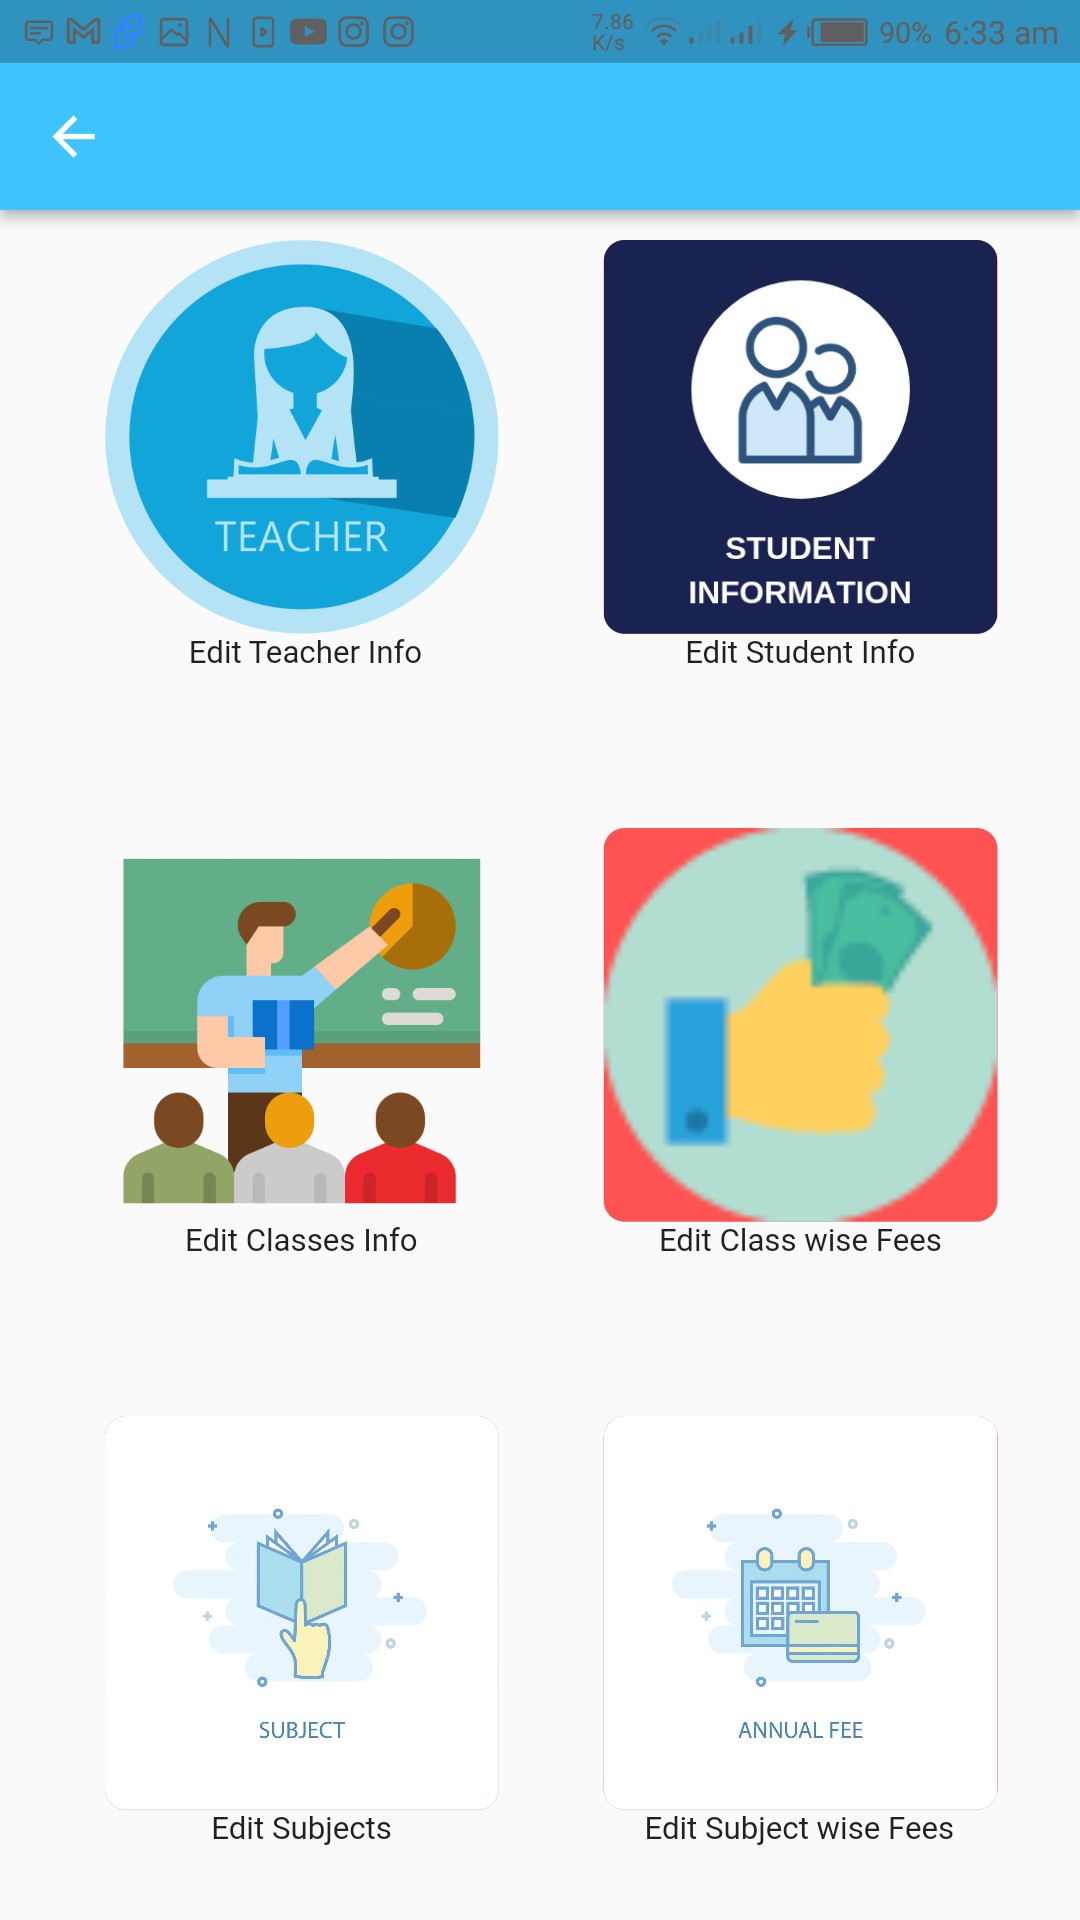 7.86
K/s
90% 6:33 am
TEACHER
Edit Teacher Info
STUDENT
INFORMATION
Edit Student Info
Edit Classes Info
Edit Class wise Fees
SUBJECT
Edit Subjects
ANNUAL FEE
Edit Subject wise Fees